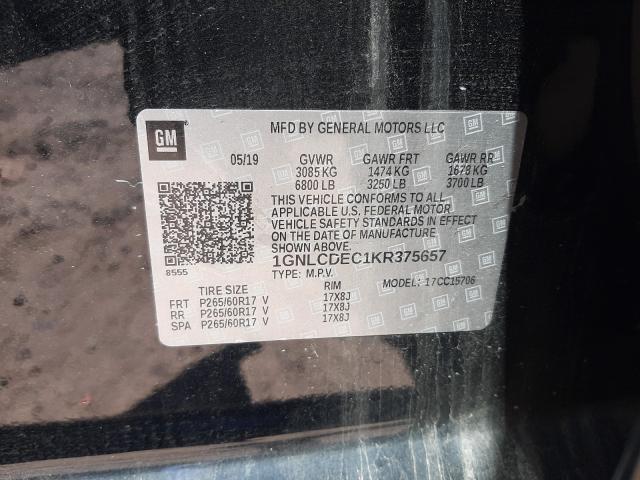 GM
MFD BY GENERAL MOTORS LLC
05/19 GVWR GAWR FRT GAWR RR
3085 KG 1474 KG 1678 KG
6800 LB 3250 LB 3700 LB
THIS VEHICLE CONFORMS TO ALL
APPLICABLE U.S. FEDERAL MOTOR
VEHICLE SAFETY STANDARDS IN EFFECT
ON THE DATE OF MANUFACTURE
SHOWN ABOVE.
8555
1GNLCDEC1KR375657
TYPE: M.P.V.
MODEL: 17CC15706
TIRE SIZE RIM
FRT P265/60R17 V 17X8J
RR P265/60R17 V 17X8J
SPA P265/60R17 V 17X8J